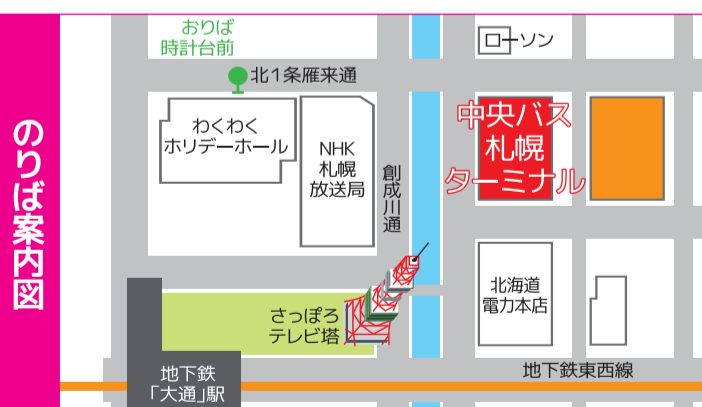 のりば案内図
おりば
時計台前
北1条雁来通
ローソン
わくわく
ホリデーホール
NHK
札幌
放送局
創成川通
中央バス
札幌
ターミナル
北海道
電力本店
さっぽろ
テレビ塔
地下鉄
「大通」駅
地下鉄東西線